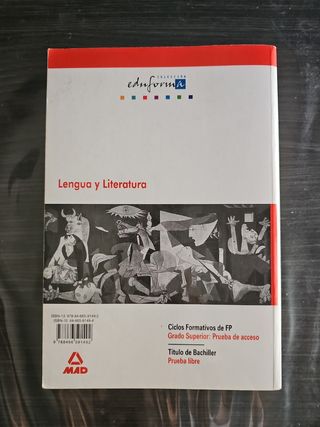 COLECCIÓN
eduforma
Lengua y Literatura
Ciclos Formativos de FP
Grado Superior: Prueba de acceso
Título de Bachiller
Prueba libre
MAD